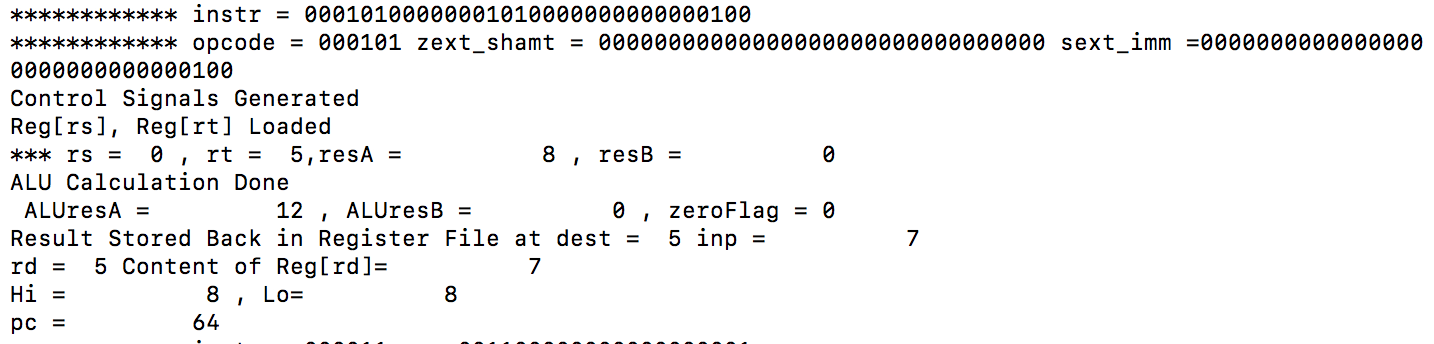 ************ instr = 00010100000001010000000000000100
************ opcode = 000101 zext_shamt = 00000000000000000000000000000000 sext_imm =0000000000000000
0000000000000100
Control Signals Generated
Reg[rs], Reg[rt] Loaded
*** rs =  0 , rt =  5,resA =          8 , resB =          0
ALU Calculation Done
 ALUresA =         12 , ALUresB =          0 , zeroFlag = 0
Result Stored Back in Register File at dest =  5 inp =          7
rd =  5 Content of Reg[rd]=          7
Hi =          8 , Lo=          8
pc =         64